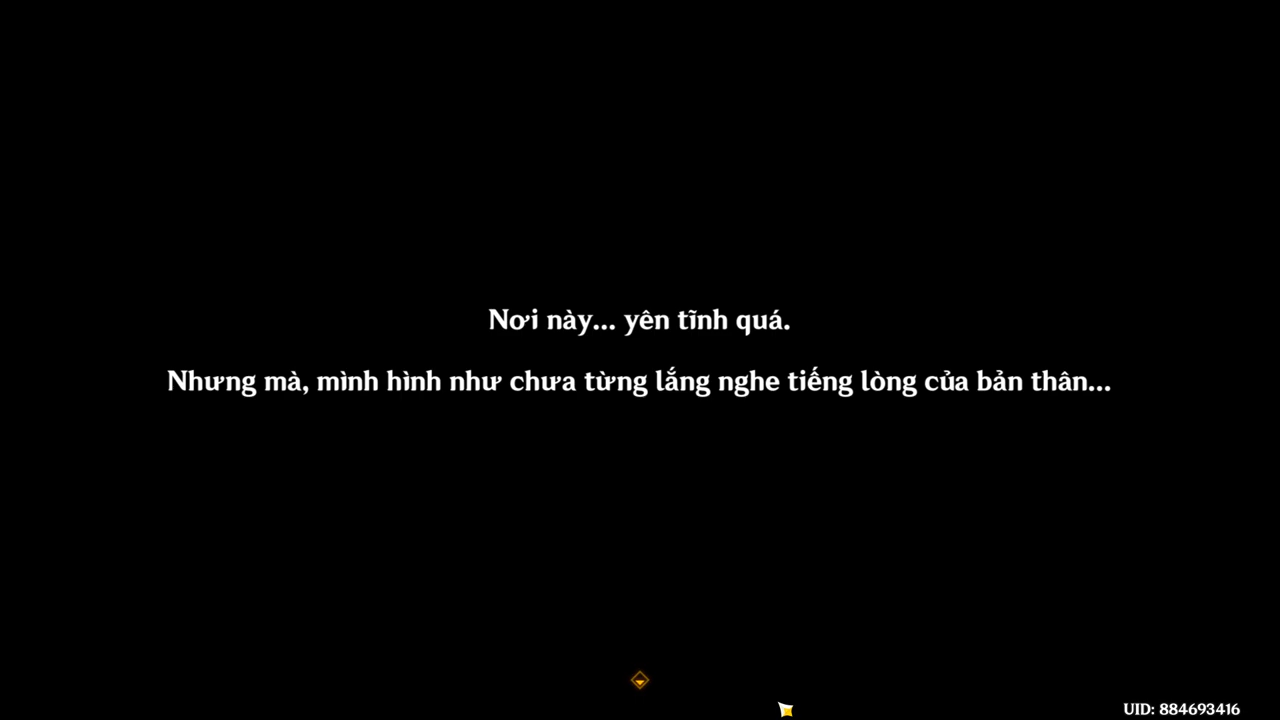 Nơi này... yên tĩnh quá.
Nhưng mà, mình hình như chưa từng lắng nghe tiếng lòng của bản thân...
UID: 884693416